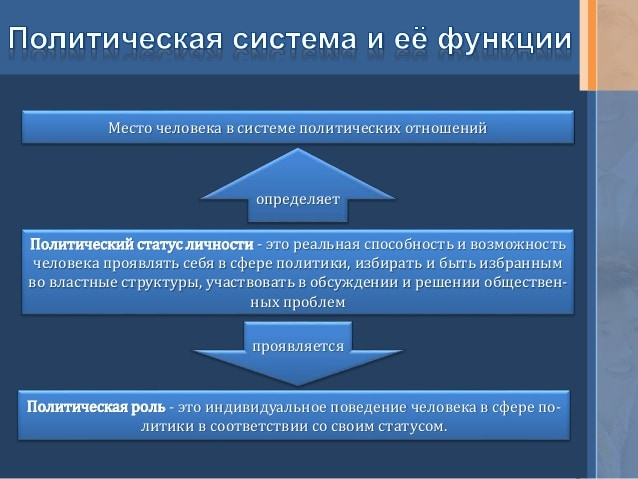 Политическая система и её функции
Место человека в системе политических отношений
определяет
Политический статус личности - это реальная способность и возможность
человека проявлять себя в сфере политики, избирать и быть избранным
во властные структуры, участвовать в обсуждении и решении обществен-
ных проблем
проявляется
Политическая роль - это индивидуальное поведение человека в сфере по-
литики в соответствии со своим статусом.